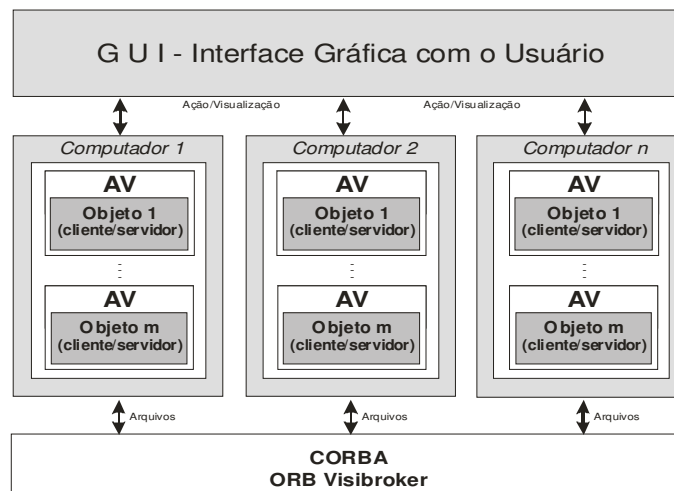 G U I - Interface Gráfica com o Usuário
Ação/Visualização
Ação/Visualização
Computador 1
AV
Objeto 1
(cliente/servidor)
AV
Objeto m
(cliente/servidor)
Arquivos
Computador 2
AV
Objeto 1
(cliente/servidor)
AV
Objeto m
(cliente/servidor)
Arquivos
Computador n
AV
Objeto 1
(cliente/servidor)
AV
Objeto m
(cliente/servidor)
Arquivos
CORBA
ORB Visibroker